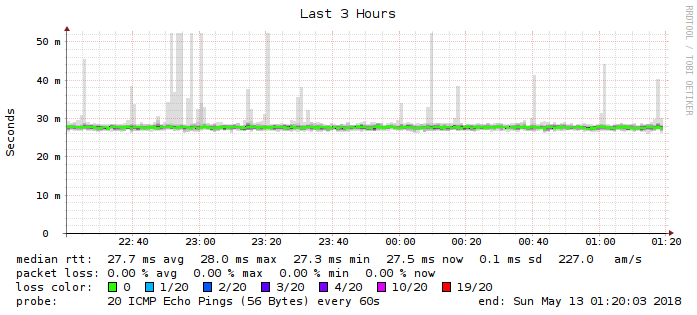 Last 3 Hours
RRDTOOL / TOBI OETIKER
Seconds
50 m
40 m
30 m
20 m
10 m
0
22:40 23:00 23:20 23:40 00:00 00:20 00:40 01:00 01:20
median rtt: 27.7 ms avg 28.0 ms max 27.3 ms min 27.5 ms now 0.1 ms sd 227.0 am/s
packet loss: 0.00 % avg 0.00 % max 0.00 % min 0.00 % now
loss color: 0 1/20 2/20 3/20 4/20 10/20 19/20
probe: 20 ICMP Echo Pings (56 Bytes) every 60s end: Sun May 13 01:20:03 2018